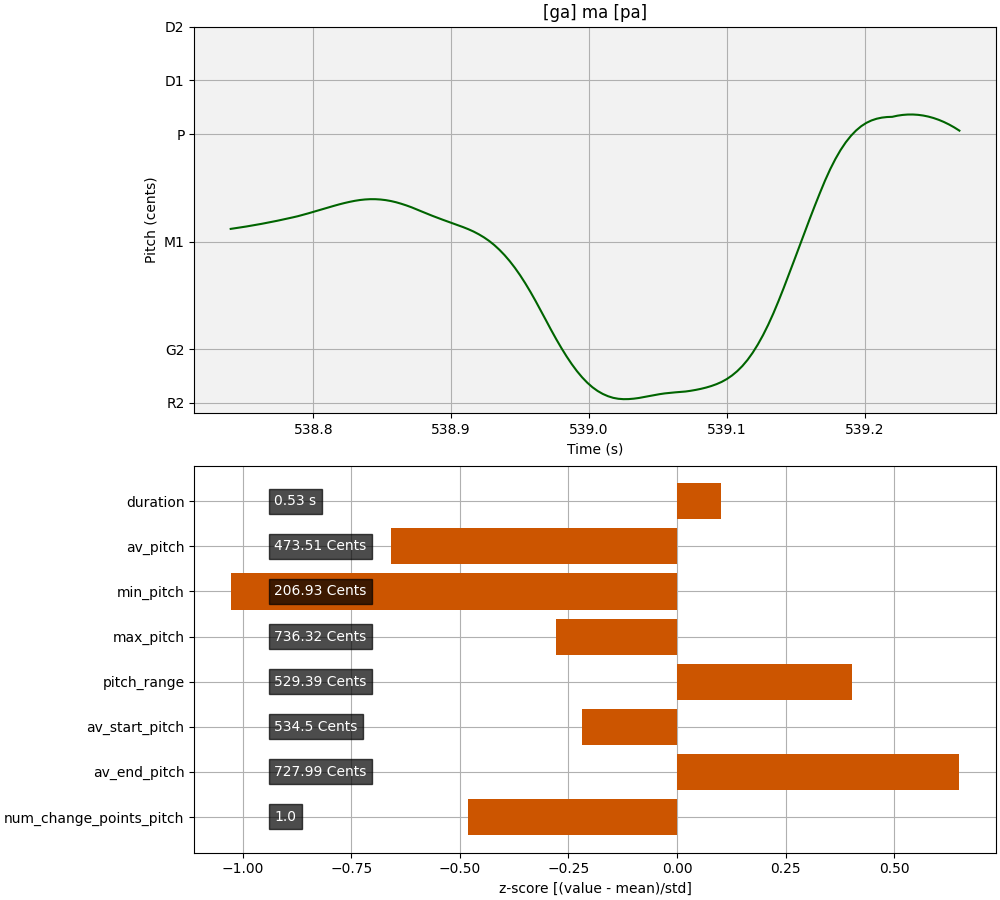 [ga] ma [pa]
D2
D1
P
M1
G2
R2
Pitch (cents)
538.8 538.9 539.0 539.1 539.2
Time (s)
duration 0.53 s
av_pitch 473.51 Cents
min_pitch 206.93 Cents
max_pitch 736.32 Cents
pitch_range 529.39 Cents
av_start_pitch 534.5 Cents
av_end_pitch 727.99 Cents
num_change_points_pitch 1.0
−1.00 −0.75 −0.50 −0.25 0.00 0.25 0.50
z-score [(value - mean)/std]